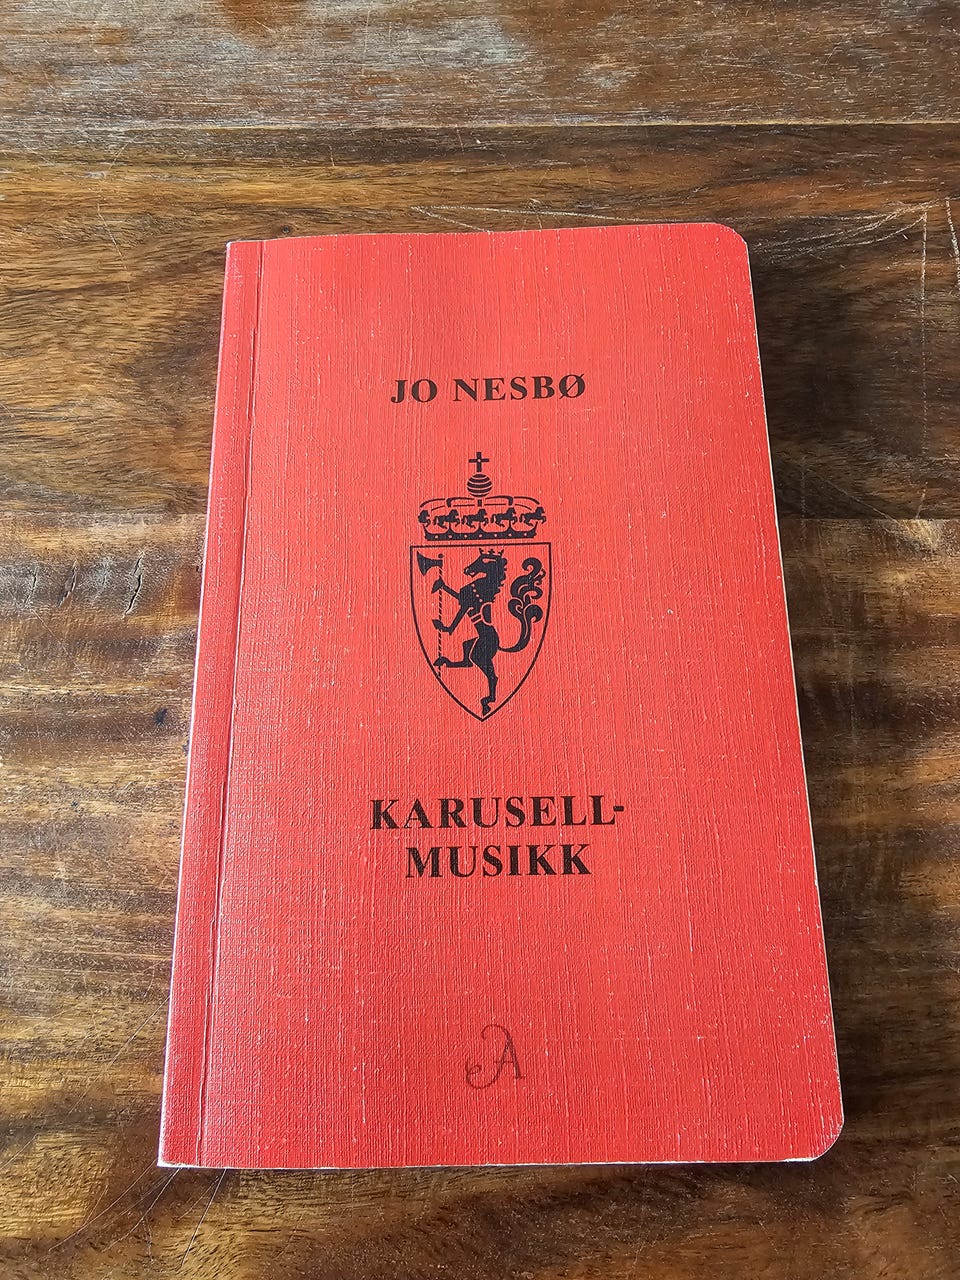 JO NESBØ
KARUSELL-
MUSIKK
A